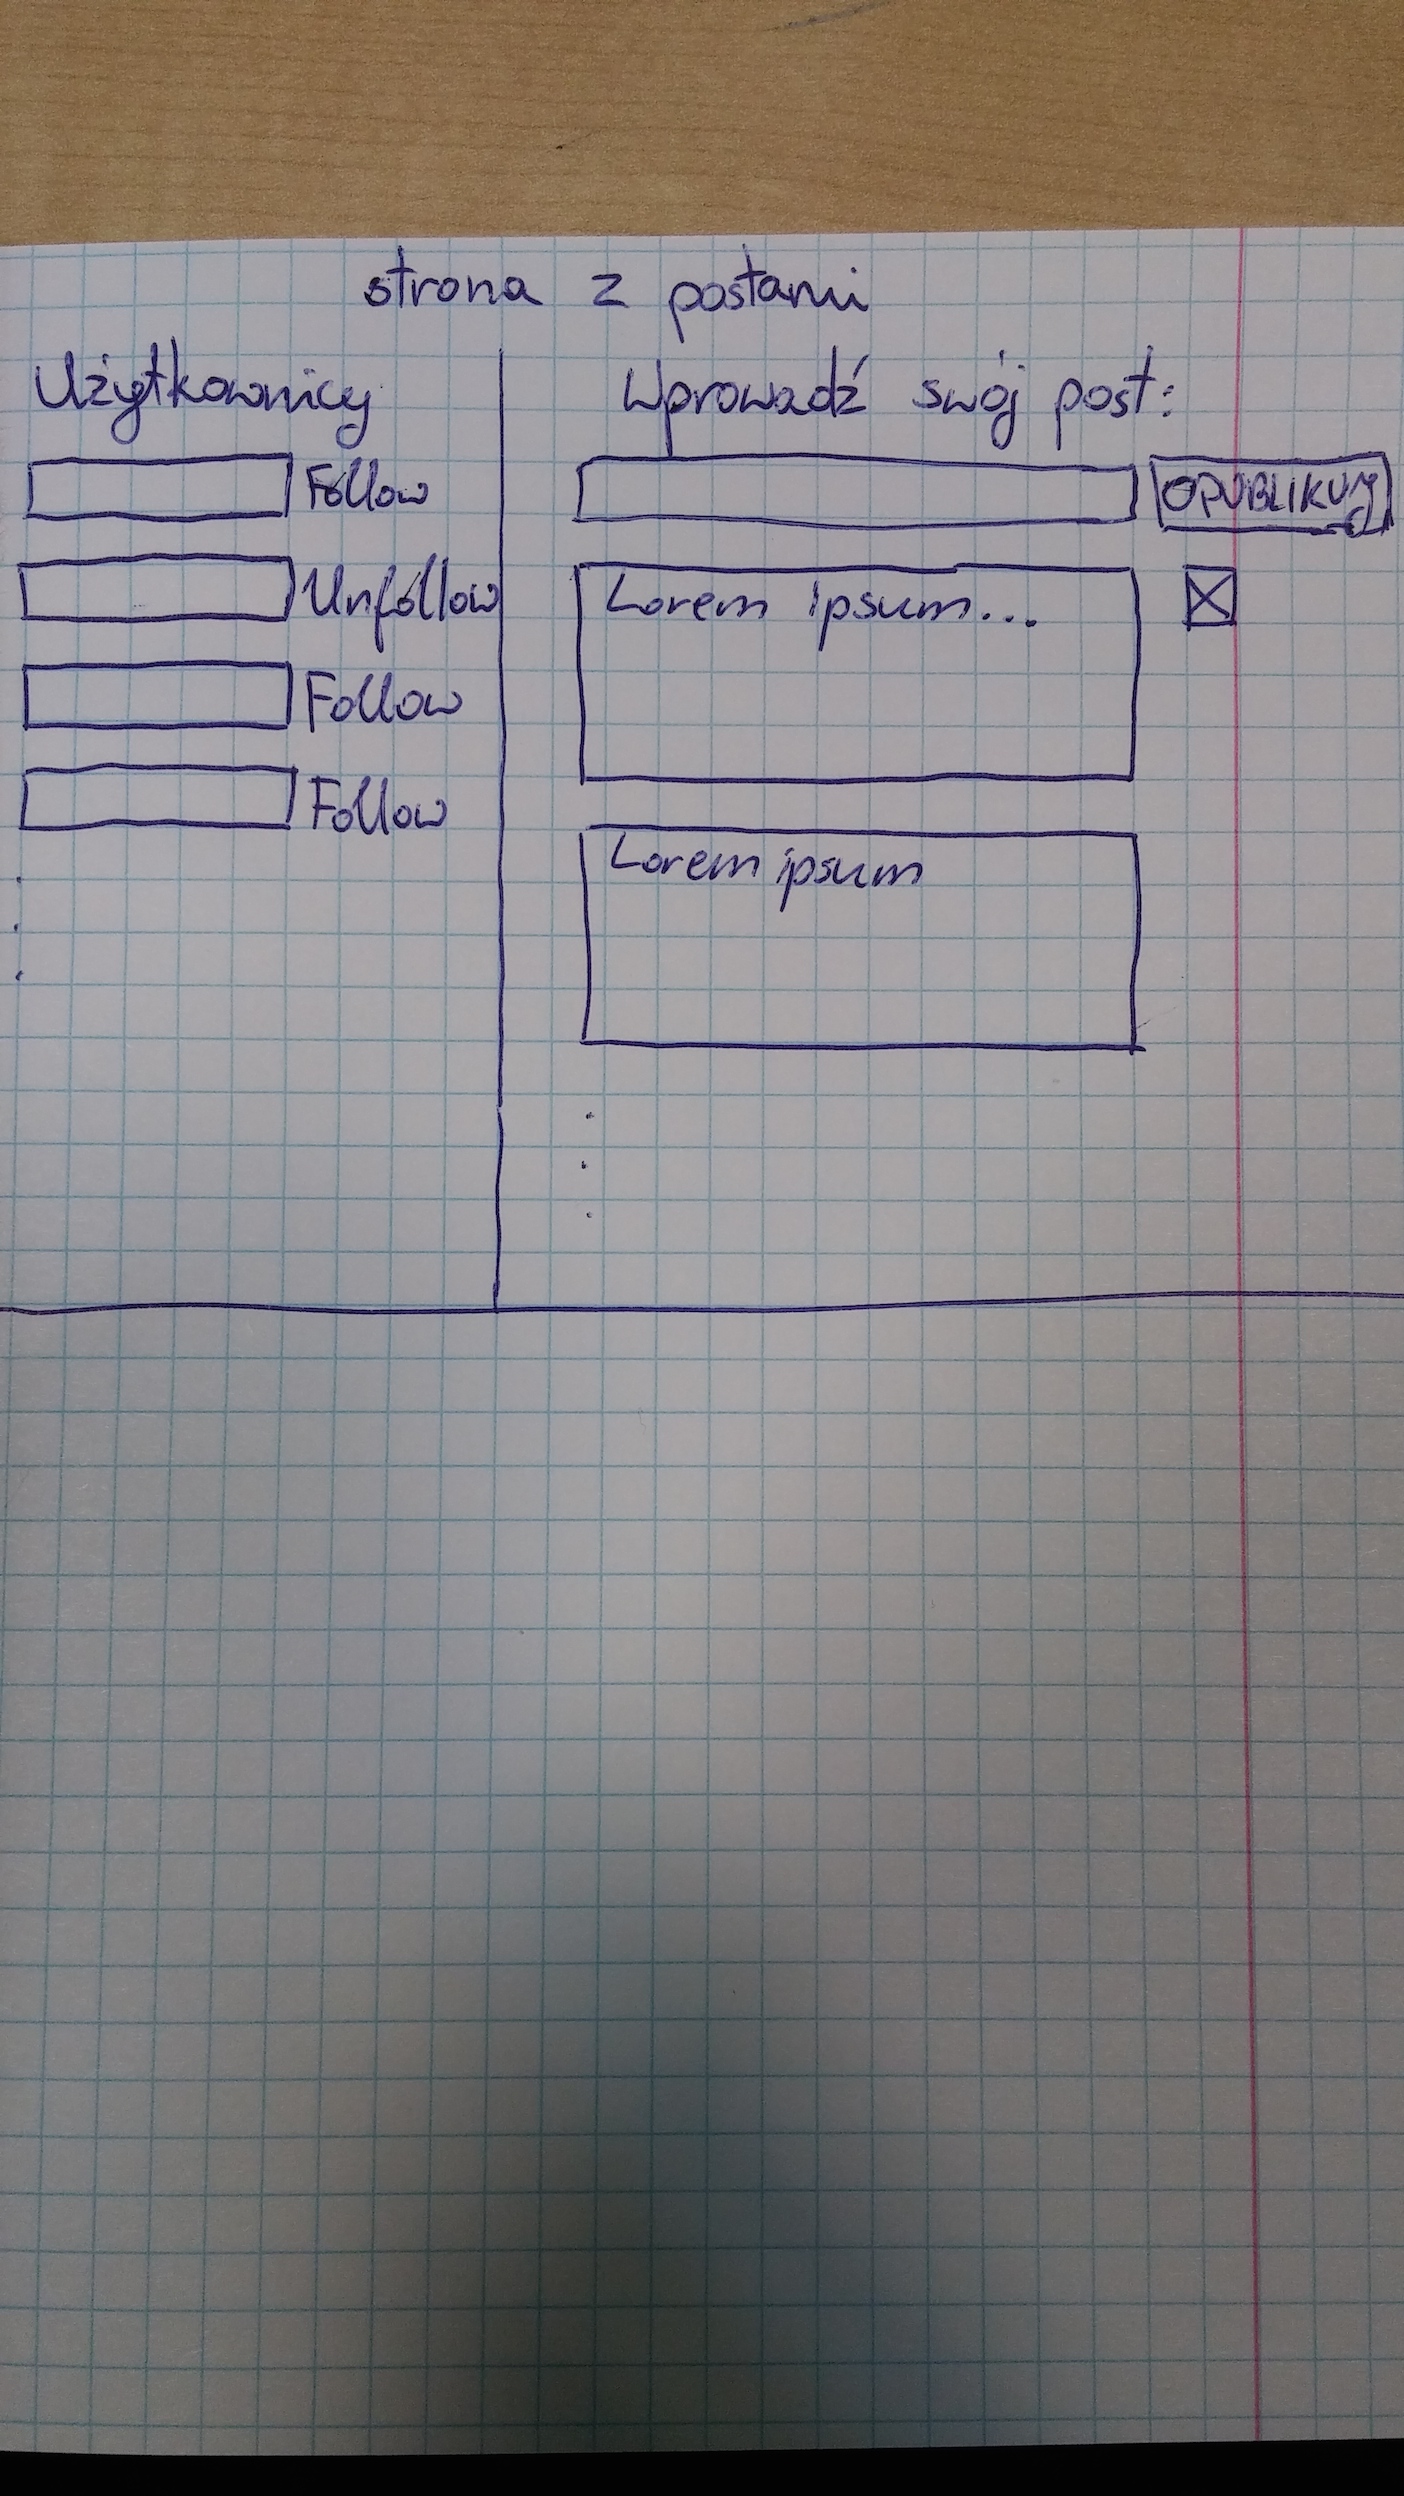 strona z postami
Użytkownicy
Follow
Unfollow
Follow
Follow
Wprowadź swój post:
OPUBLIKUJ
Lorem ipsum...
Lorem ipsum